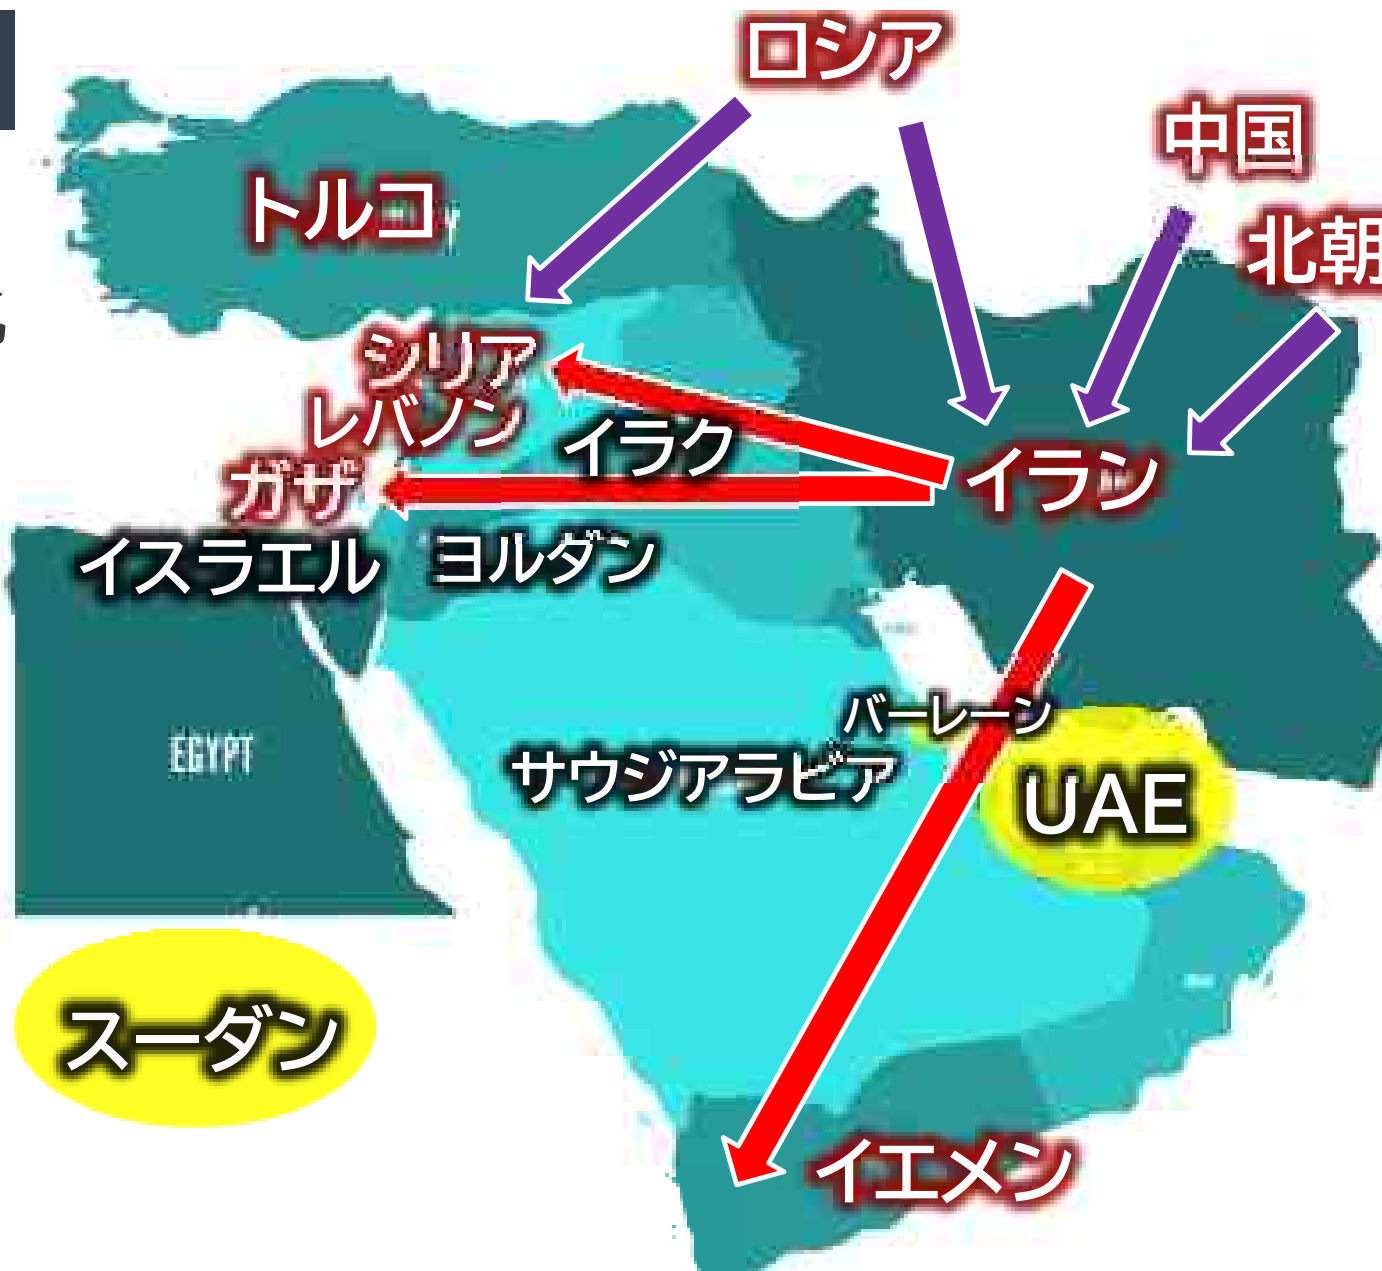 ロシア
中国
北朝
トルコ
シリア
レバノン
イラク
ガザ
イラン
イスラエル
ヨルダン
バーレーン
サウジアラビア
UAE
EGYPT
スーダン
イエメン